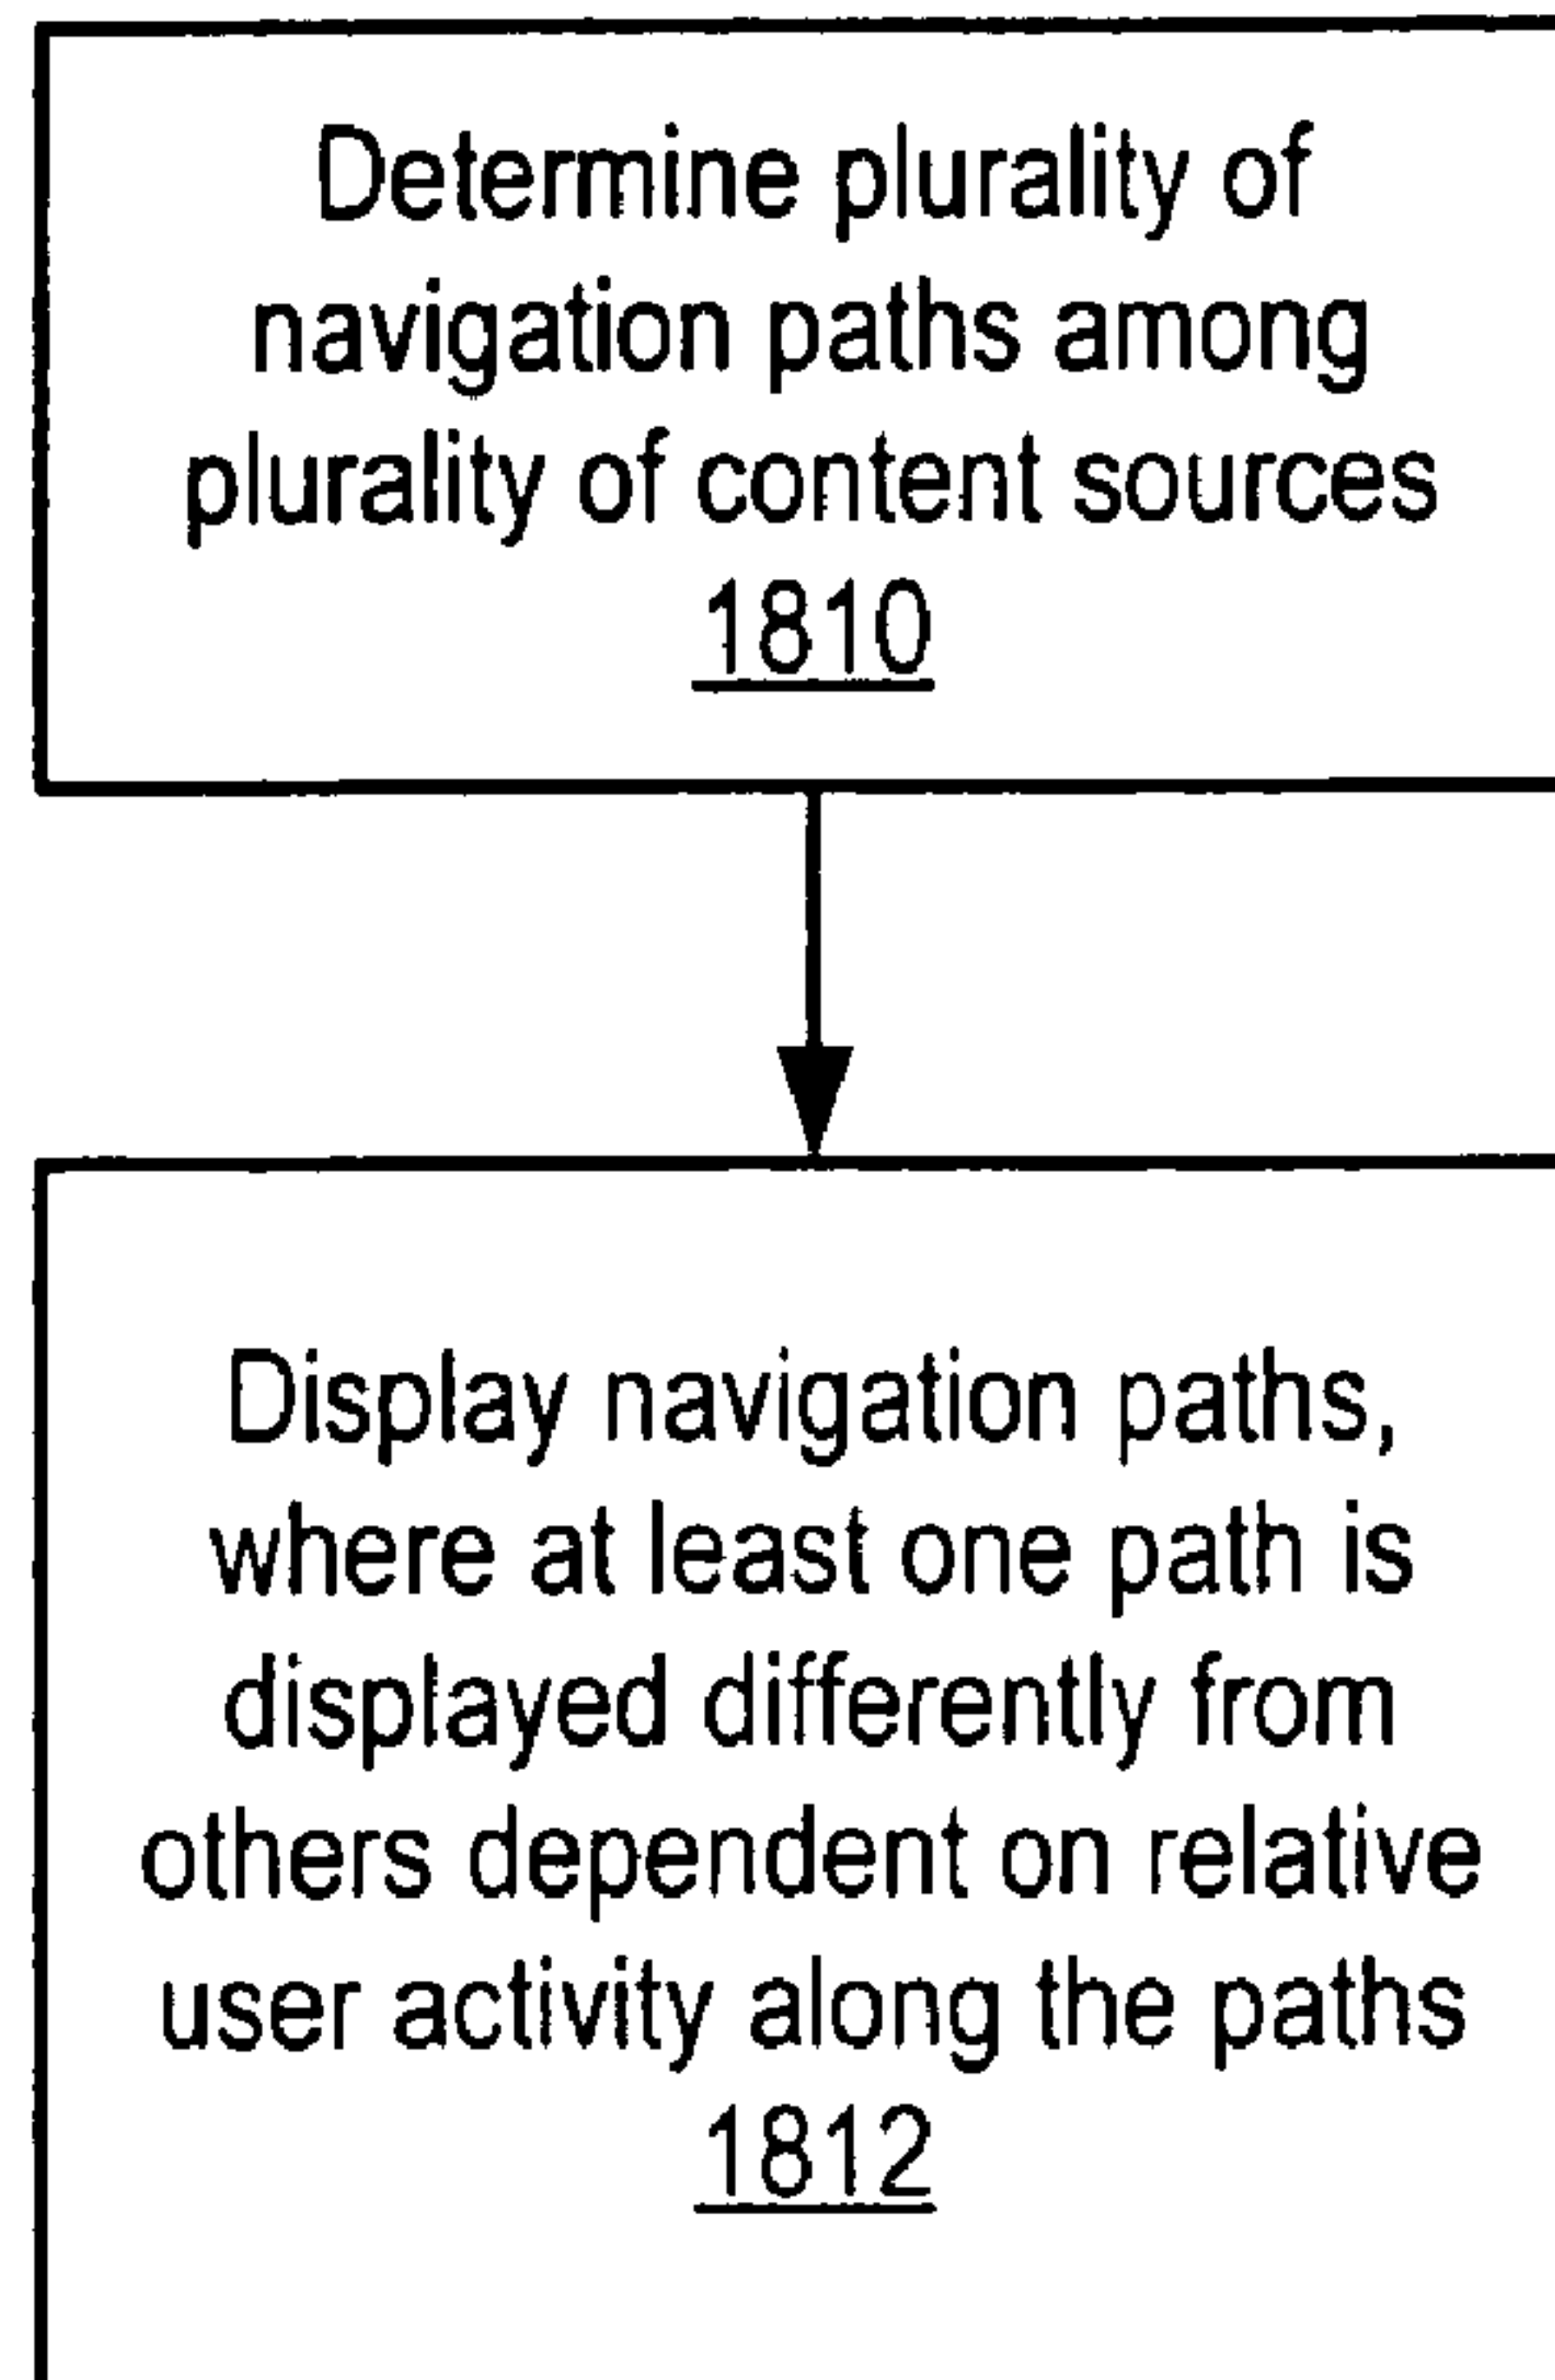 Determine plurality of
navigation paths among
plurality of content sources
1810
Display navigation paths,
where at least one path is
displayed differently from
others dependent on relative
user activity along the paths
1812